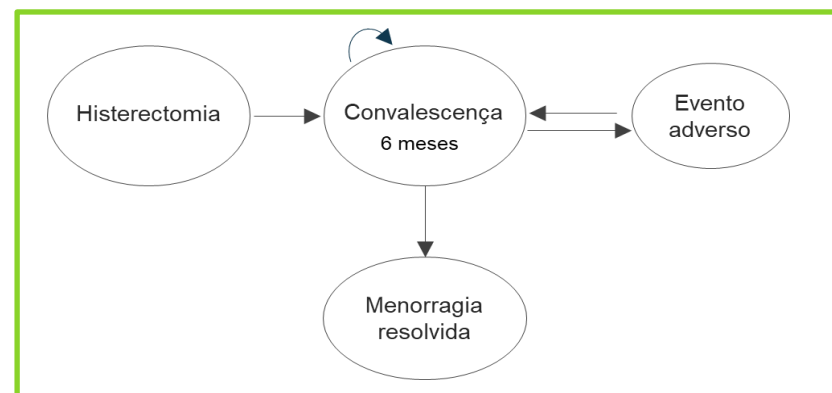 Histerectomia
Convalescença
6 meses
Evento
adverso
Menorragia
resolvida